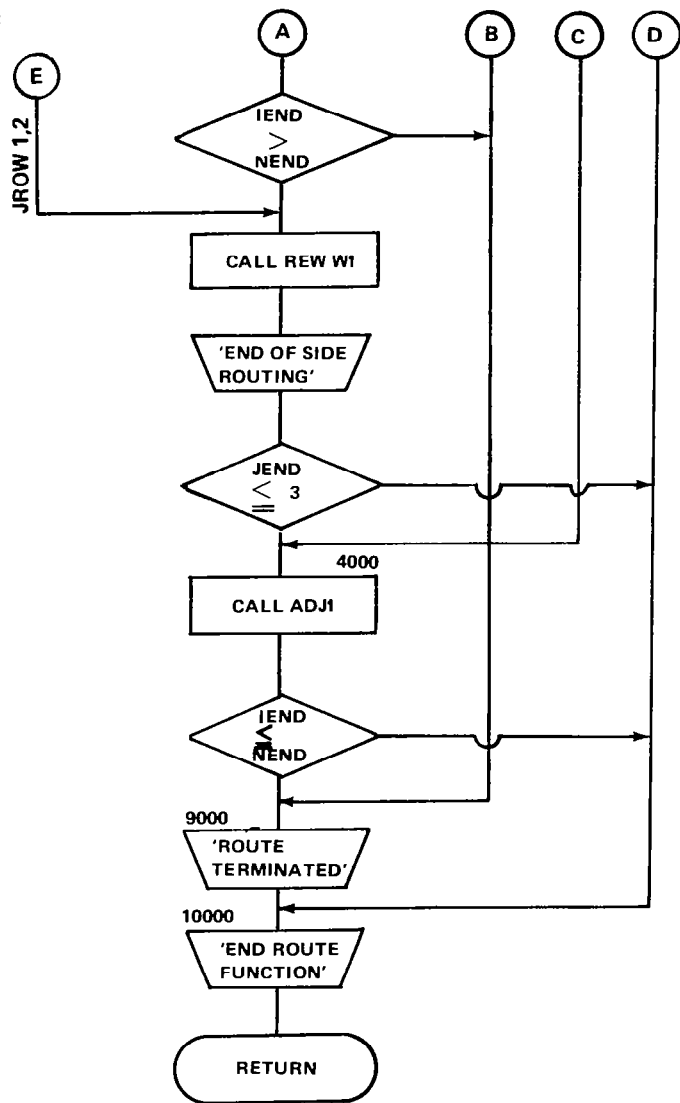 A
B
C
D
E
JROW 1,2
IEND
>
NEND
CALL REW W1
'END OF SIDE
ROUTING'
JEND
≤ 3
4000
CALL ADJ1
IEND
≤
NEND
9000
'ROUTE
TERMINATED'
10000
'END ROUTE
FUNCTION'
RETURN